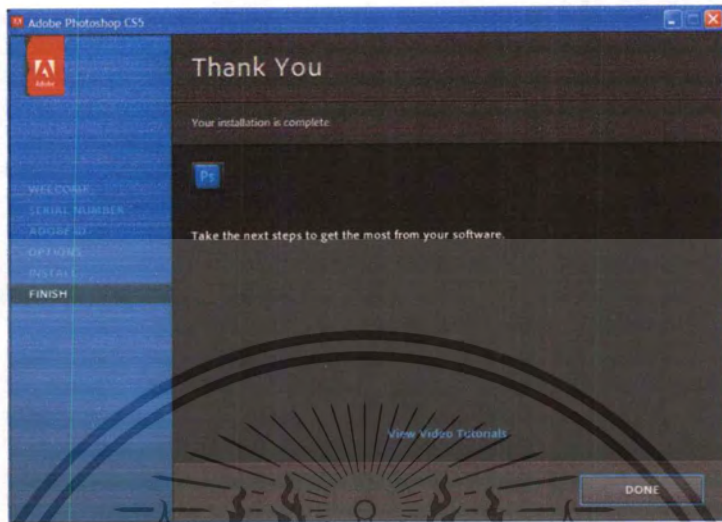 Adobe Photoshop CS5
Adobe
Thank You
Your installation is complete
Ps
WELCOME
SERIAL NUMBER
ADOBE ID
OPTIONS
INSTALL
FINISH
Take the next steps to get the most from your software.
View Video Tutorials
DONE